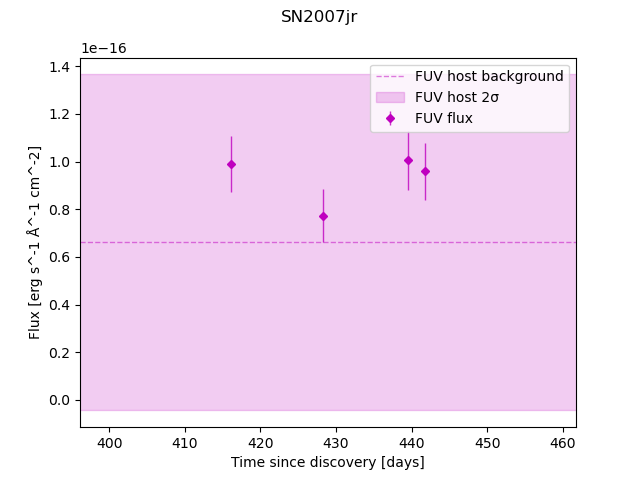 SN2007jr
1e−16
FUV host background
FUV host 2σ
FUV flux
1.4
1.2
1.0
0.8
0.6
0.4
0.2
0.0
Flux [erg s^-1 Å^-1 cm^-2]
400 410 420 430 440 450 460
Time since discovery [days]